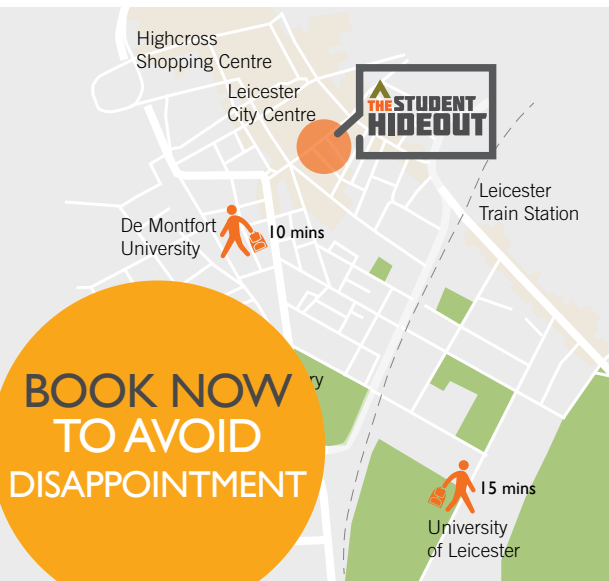 Highcross
Shopping Centre
Leicester
City Centre
THE STUDENT
HIDEOUT
Leicester
Train Station
De Montfort
University
10 mins
BOOK NOW
TO AVOID
DISAPPOINTMENT
15 mins
University
of Leicester